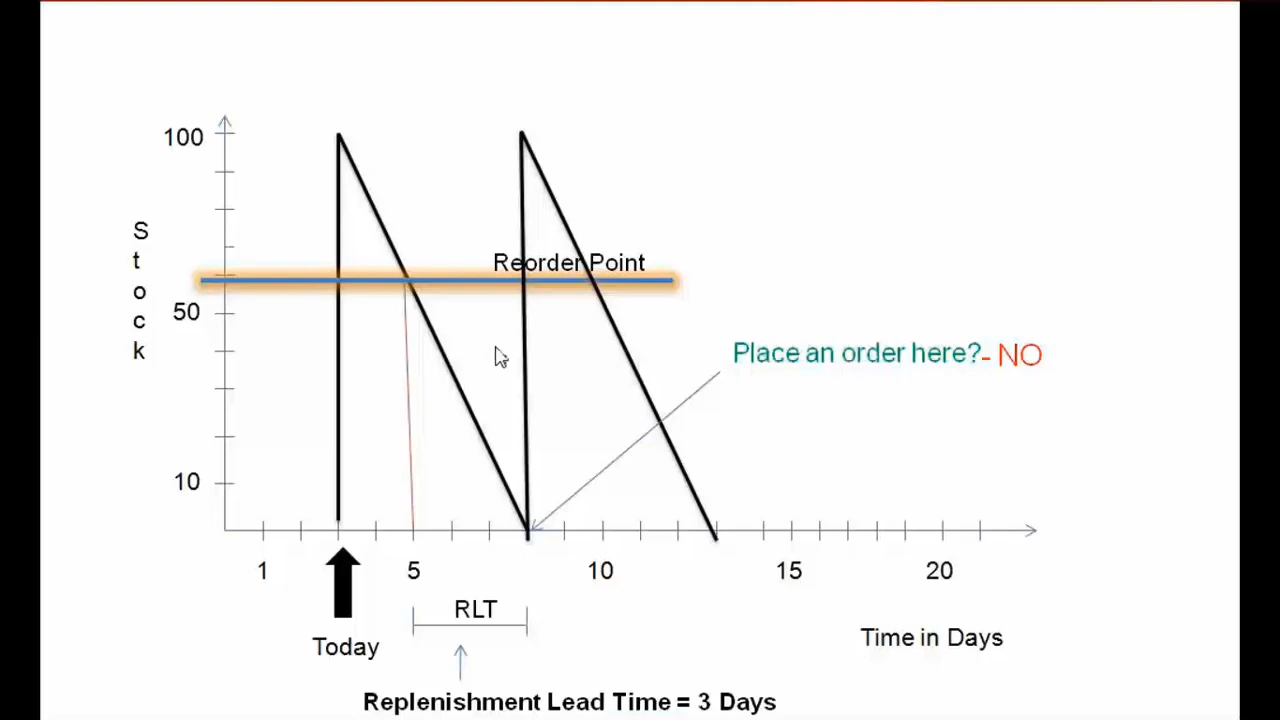 100
S
t
o
c
k
Reorder Point
50
Place an order here?- NO
10
1 5 10 15 20
RLT
Today
Time in Days
Replenishment Lead Time = 3 Days